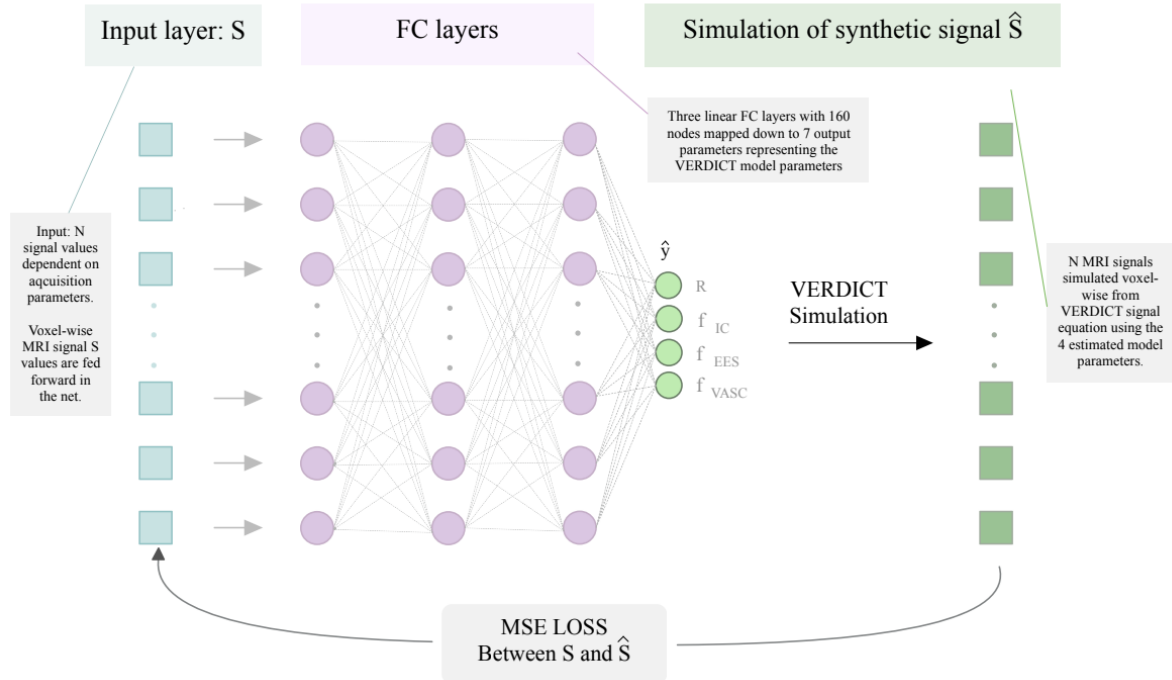 Input layer: S
FC layers
Simulation of synthetic signal Ŝ
Three linear FC layers with 160
nodes mapped down to 7 output
parameters representing the
VERDICT model parameters
Input: N
signal values
dependent on
aqcuisition
parameters.
Voxel-wise
MRI signal S
values are fed
forward in
the net.
ŷ
R
f IC
f EES
f VASC
VERDICT
Simulation
N MRI signals
simulated voxel-
wise from
VERDICT signal
equation using the
4 estimated model
parameters.
MSE LOSS
Between S and Ŝ